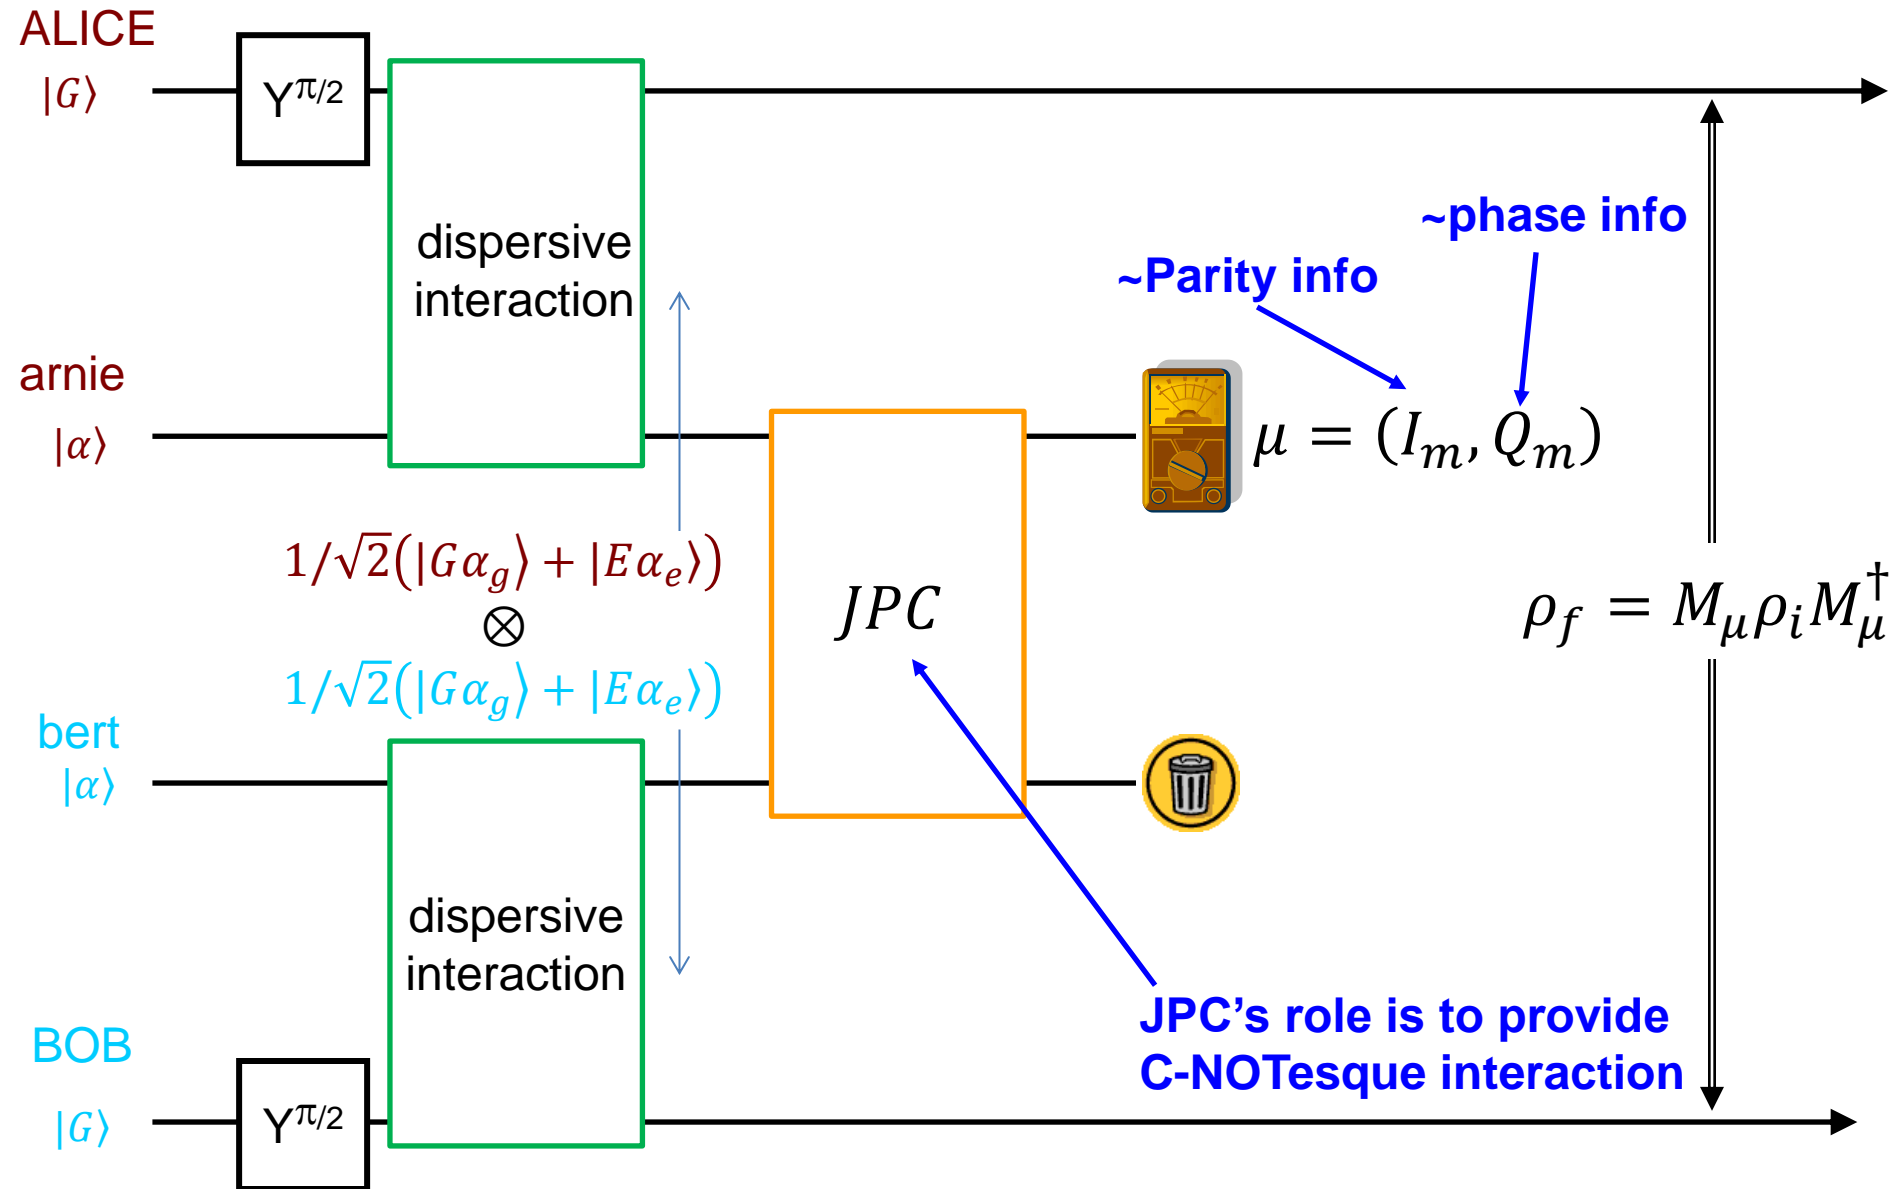 ALICE
|G⟩
Y^π/2
dispersive
interaction
~phase info
~Parity info
arnie
|α⟩
μ = (I_m, Q_m)
1/√2(|Gα_g⟩ + |Eα_e⟩)
⊗
1/√2(|Gα_g⟩ + |Eα_e⟩)
JPC
ρ_f = M_μ ρ_i M_μ^†
bert
|α⟩
dispersive
interaction
JPC’s role is to provide
C-NOTesque interaction
BOB
|G⟩
Y^π/2